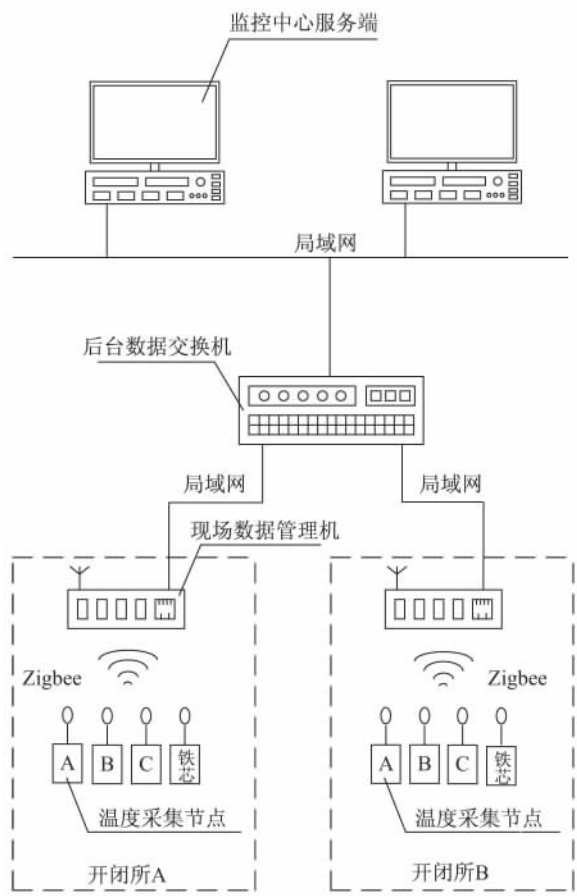 监控中心服务端
局域网
后台数据交换机
局域网
局域网
现场数据管理机
Zigbee
Zigbee
A
B
C
铁芯
A
B
C
铁芯
温度采集节点
温度采集节点
开闭所A
开闭所B